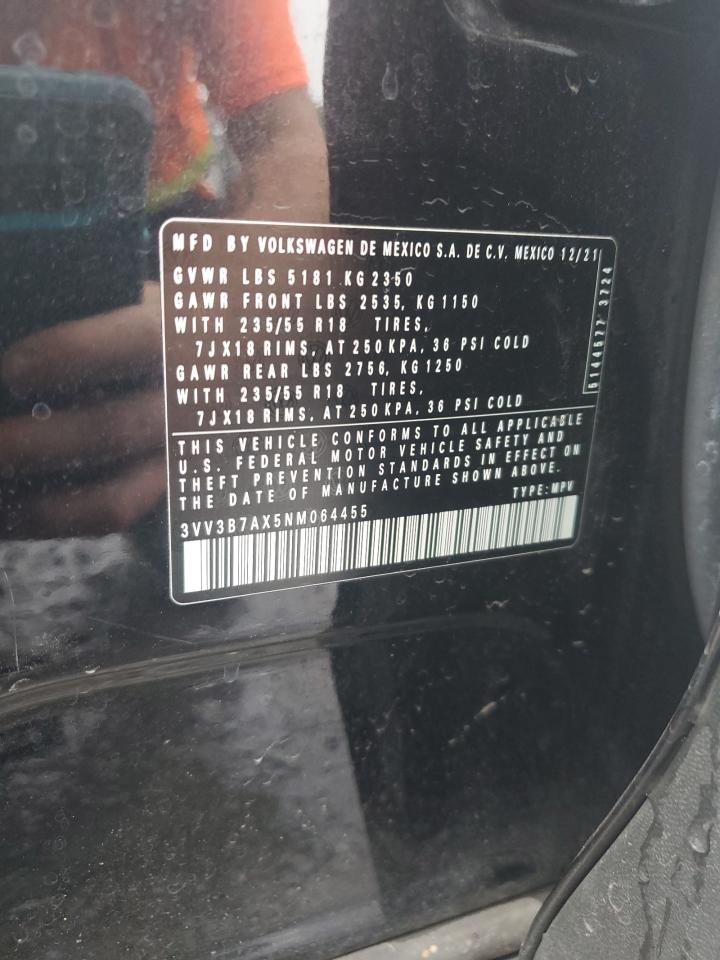 MFD BY VOLKSWAGEN DE MEXICO S.A. DE C.V. MEXICO 12/21
GVWR LBS 5181 KG 2350
GAWR FRONT LBS 2535, KG 1150
WITH 235/55 R18 TIRES,
7JX18 RIMS, AT 250 KPA, 36 PSI COLD
GAWR REAR LBS 2756, KG 1250
WITH 235/55 R18 TIRES,
7JX18 RIMS, AT 250 KPA, 36 PSI COLD
5144577 3724
THIS VEHICLE CONFORMS TO ALL APPLICABLE
U.S. FEDERAL MOTOR VEHICLE SAFETY AND
THEFT PREVENTION STANDARDS IN EFFECT ON
THE DATE OF MANUFACTURE SHOWN ABOVE.
TYPE: MPV
3VV3B7AX5NM064455